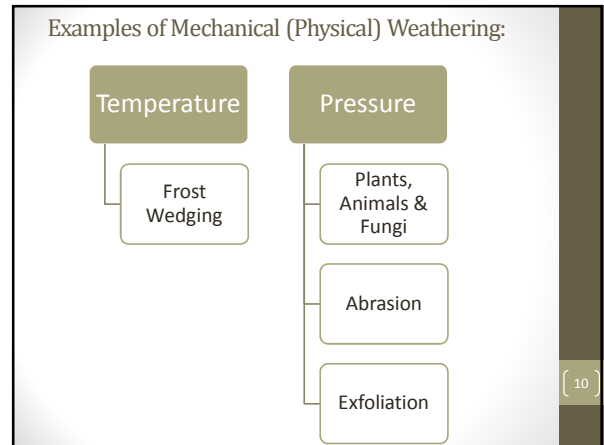 Examples of Mechanical (Physical) Weathering:
Temperature
Frost
Wedging
Pressure
Plants,
Animals &
Fungi
Abrasion
Exfoliation
10